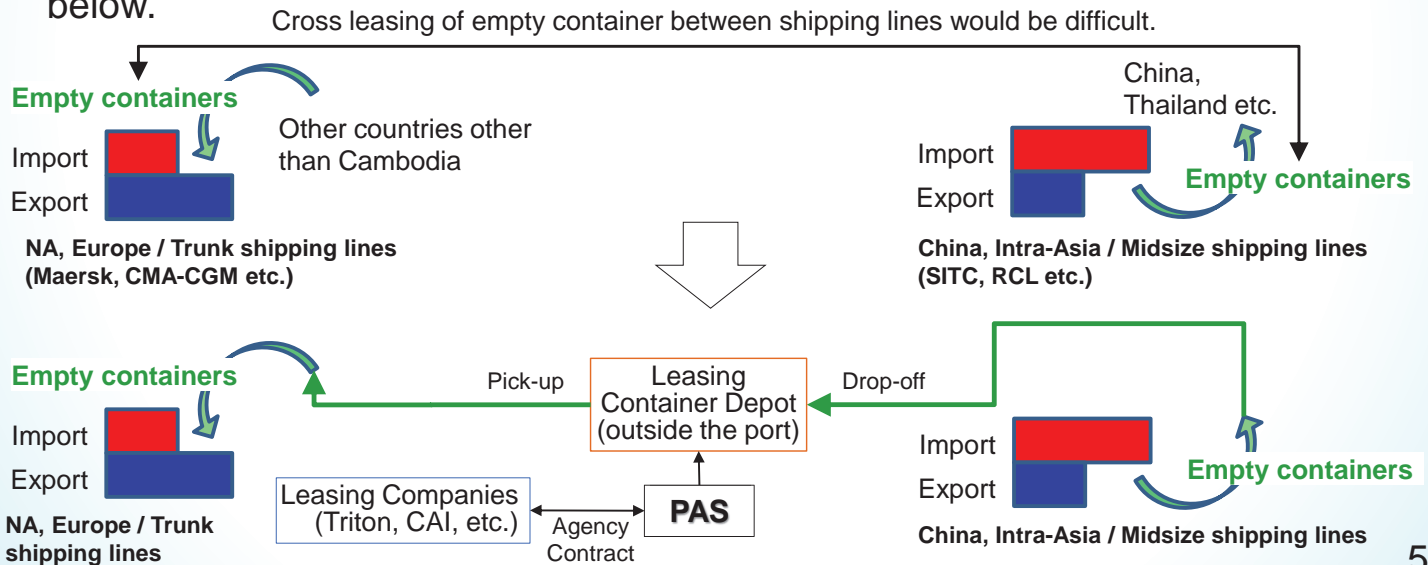 below.
Cross leasing of empty container between shipping lines would be difficult.
Empty containers
Import
Export
Other countries other
than Cambodia
NA, Europe / Trunk shipping lines
(Maersk, CMA-CGM etc.)
China,
Thailand etc.
Import
Export
Empty containers
China, Intra-Asia / Midsize shipping lines
(SITC, RCL etc.)
Empty containers
Import
Export
NA, Europe / Trunk
shipping lines
Pick-up
Leasing
Container Depot
(outside the port)
Drop-off
Leasing Companies
(Triton, CAI, etc.)
Agency
Contract
PAS
Import
Export
Empty containers
China, Intra-Asia / Midsize shipping lines
5